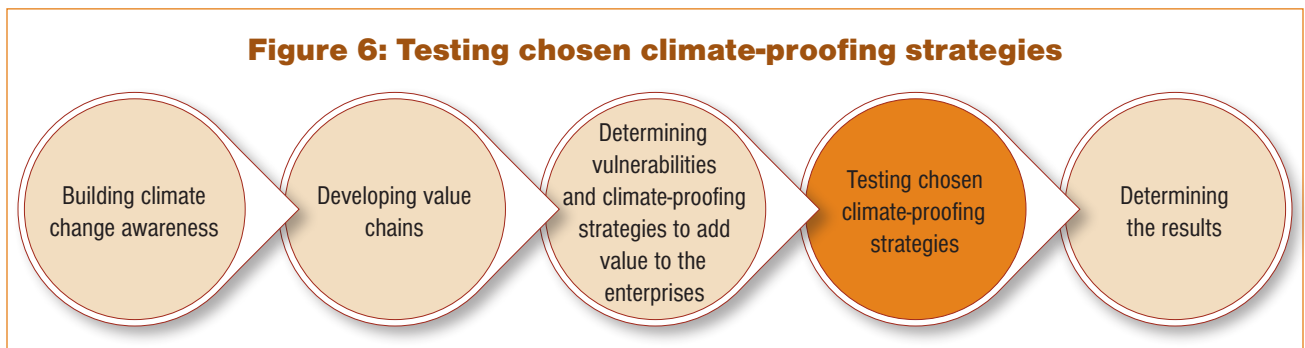 Figure 6: Testing chosen climate-proofing strategies
Building climate
change awareness
Developing value
chains
Determining
vulnerabilities
and climate-proofing
strategies to add
value to the
enterprises
Testing chosen
climate-proofing
strategies
Determining
the results